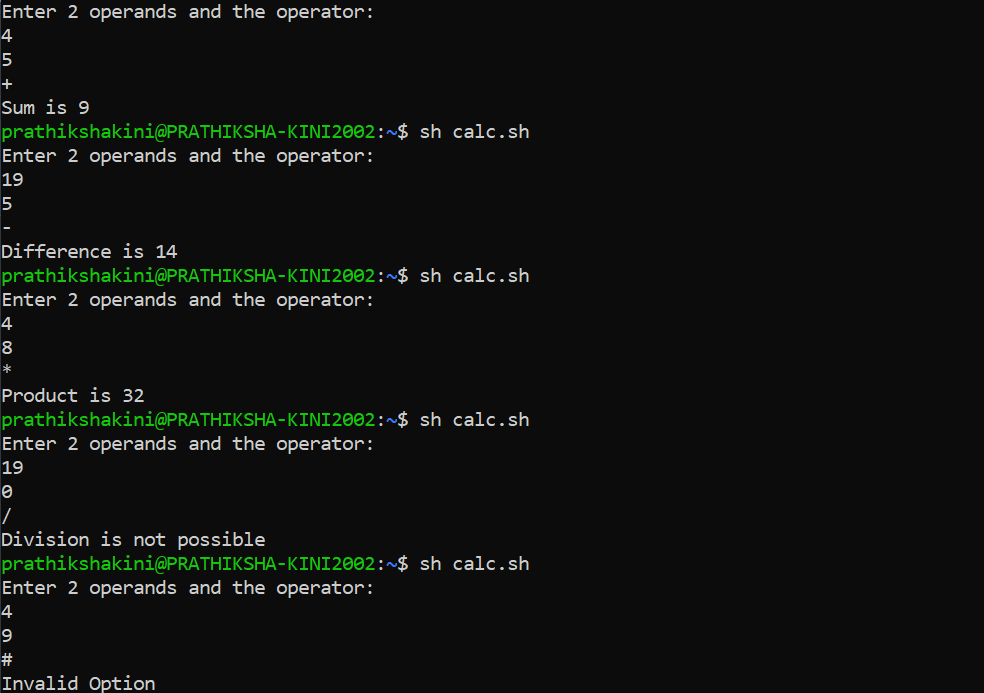 Enter 2 operands and the operator:
4
5
+
Sum is 9
prathikshakini@PRATHIKSHA-KINI2002:~$ sh calc.sh
Enter 2 operands and the operator:
19
5
-
Difference is 14
prathikshakini@PRATHIKSHA-KINI2002:~$ sh calc.sh
Enter 2 operands and the operator:
4
8
*
Product is 32
prathikshakini@PRATHIKSHA-KINI2002:~$ sh calc.sh
Enter 2 operands and the operator:
19
0
/
Division is not possible
prathikshakini@PRATHIKSHA-KINI2002:~$ sh calc.sh
Enter 2 operands and the operator:
4
9
#
Invalid Option